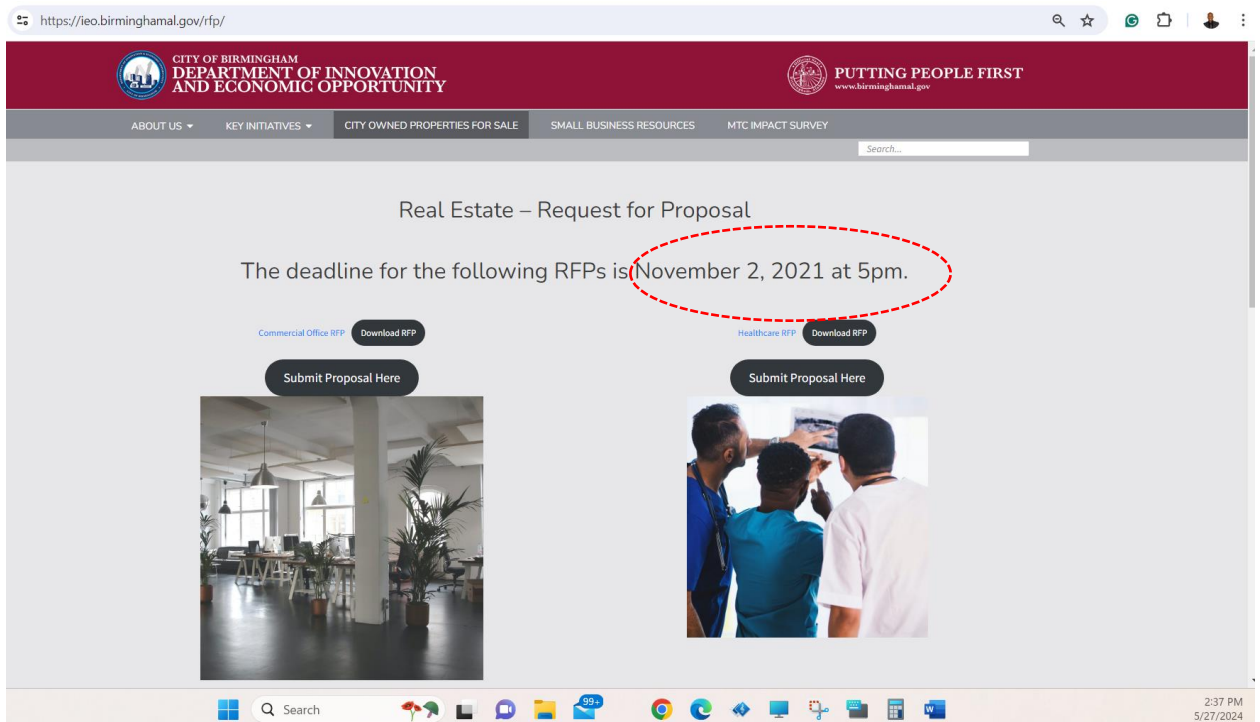 https://ieo.birminghamal.gov/rfp/
CITY OF BIRMINGHAM
DEPARTMENT OF INNOVATION
AND ECONOMIC OPPORTUNITY
PUTTING PEOPLE FIRST
www.birminghamal.gov
ABOUT US KEY INITIATIVES CITY OWNED PROPERTIES FOR SALE SMALL BUSINESS RESOURCES MTC IMPACT SURVEY
Search...
Real Estate – Request for Proposal
The deadline for the following RFPs is November 2, 2021 at 5pm.
Commercial Office RFP Download RFP
Healthcare RFP Download RFP
Submit Proposal Here
Submit Proposal Here
Search
99+
2:37 PM
5/27/2024